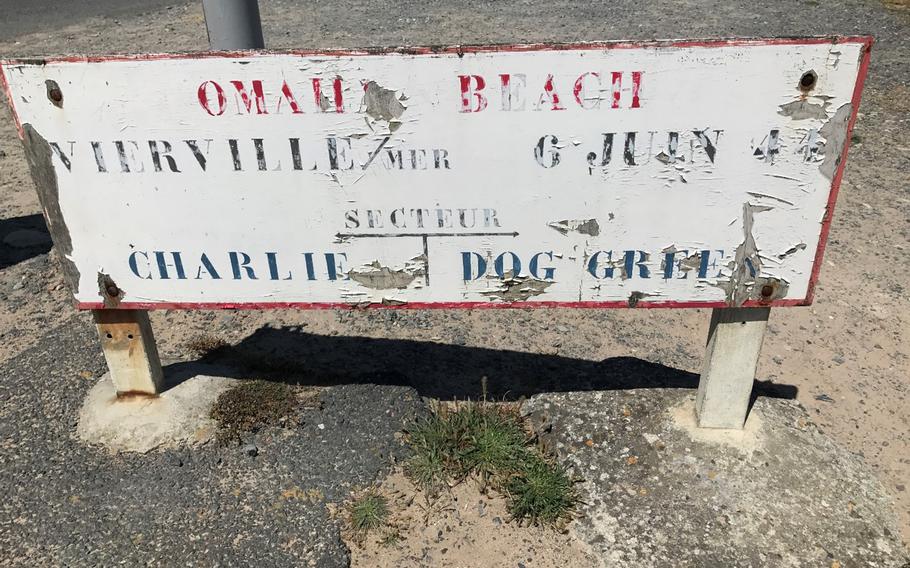 OMAHA BEACH
VIERVILLE/MER 6 JUIN 44
SECTEUR
CHARLIE DOG GREEN